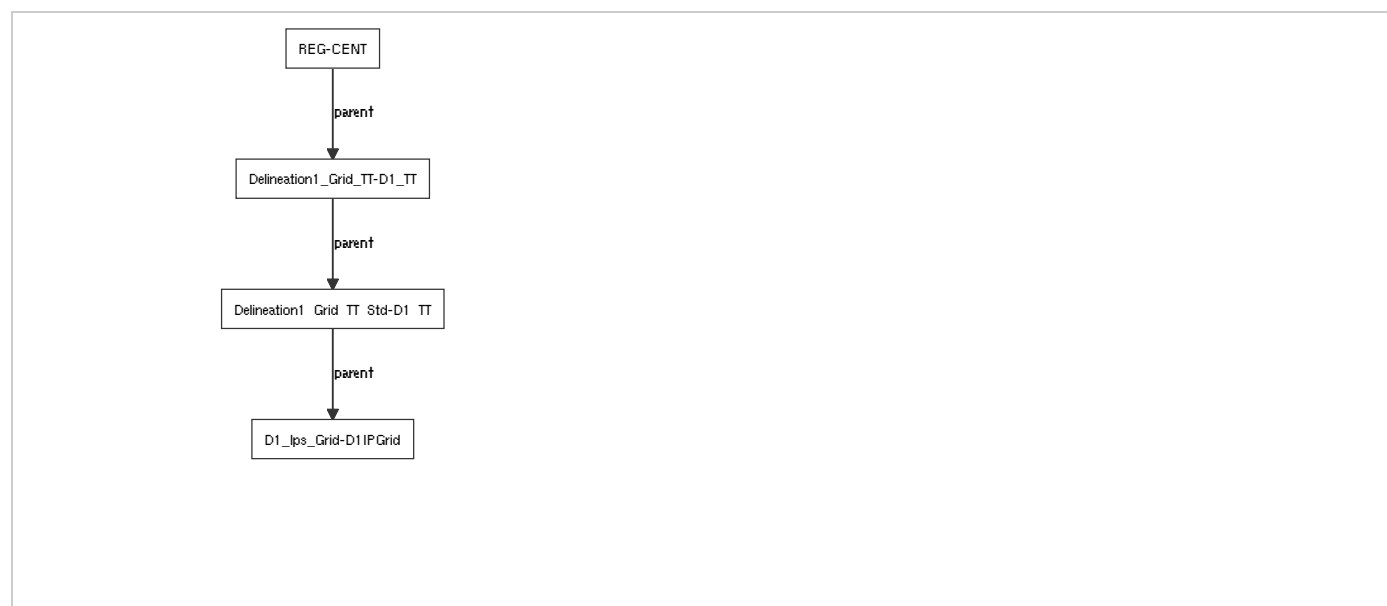 REG-CENT
parent
Delineation1_Grid_TT-D1_TT
parent
Delineation1 Grid TT Std-D1 TT
parent
D1_Ips_Grid-D1IPGrid